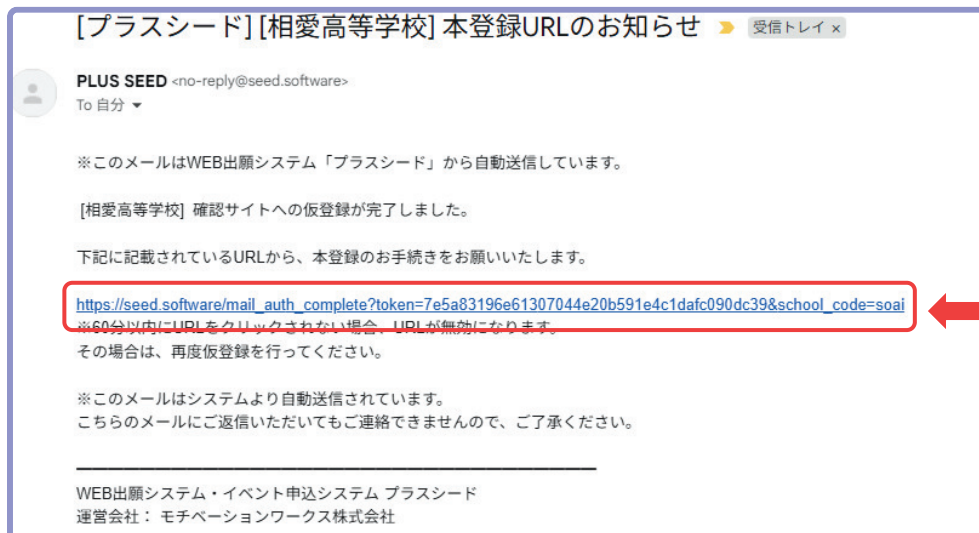 [プラスシード] [相愛高等学校] 本登録URLのお知らせ 受信トレイ ×
PLUS SEED <no-reply@seed.software>
To 自分
※このメールはWEB出願システム「プラスシード」から自動送信しています。
[相愛高等学校] 確認サイトへの仮登録が完了しました。
下記に記載されているURLから、本登録のお手続きをお願いいたします。
https://seed.software/mail_auth_complete?token=7e5a83196e61307044e20b591e4c1dafc090dc39&school_code=soai
※60分以内にURLをクリックされない場合、URLが無効になります。
その場合は、再度仮登録を行ってください。
※このメールはシステムより自動送信されています。
こちらのメールにご返信いただいてもご連絡できませんので、ご了承ください。
WEB出願システム・イベント申込システム プラスシード
運営会社： モチベーションワークス株式会社